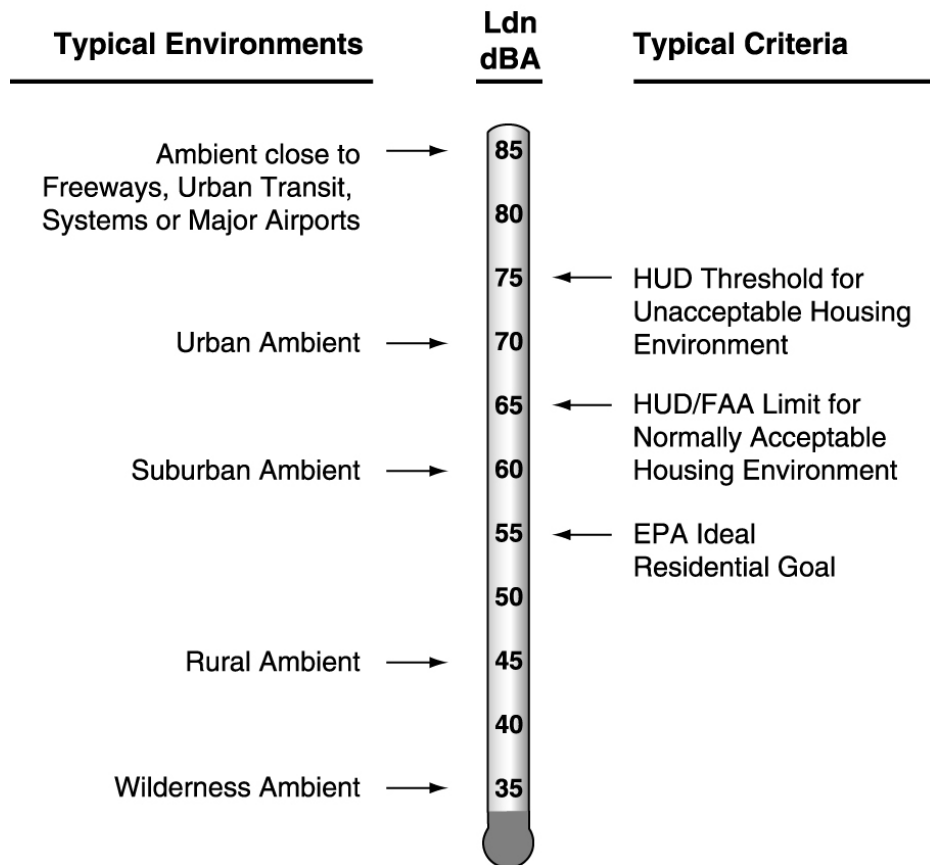 Typical Environments
Ldn
dBA
Typical Criteria
Ambient close to
Freeways, Urban Transit,
Systems or Major Airports
85
80
75
HUD Threshold for
Unacceptable Housing
Environment
Urban Ambient
70
65
HUD/FAA Limit for
Normally Acceptable
Housing Environment
Suburban Ambient
60
55
EPA Ideal
Residential Goal
50
Rural Ambient
45
40
Wilderness Ambient
35